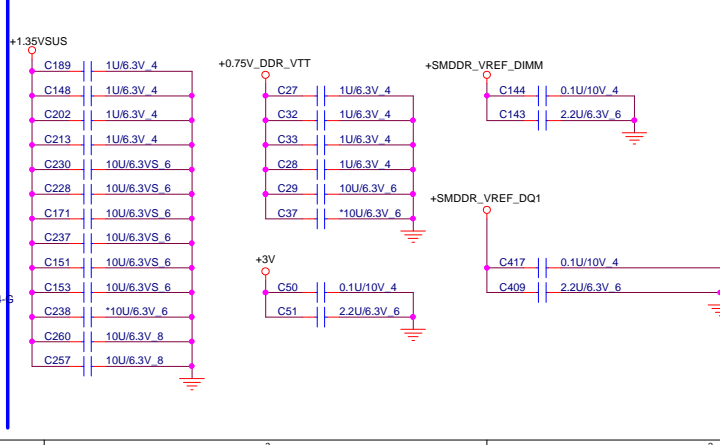 +1.35VSUS
C189 1U/6.3V_4
C148 1U/6.3V_4
C202 1U/6.3V_4
C213 1U/6.3V_4
C230 10U/6.3VS_6
C228 10U/6.3VS_6
C171 10U/6.3VS_6
C237 10U/6.3VS_6
C151 10U/6.3VS_6
C153 10U/6.3VS_6
C238 *10U/6.3V_6
C260 10U/6.3V_8
C257 10U/6.3V_8
+0.75V_DDR_VTT
C27 1U/6.3V_4
C32 1U/6.3V_4
C33 1U/6.3V_4
C28 1U/6.3V_4
C29 10U/6.3V_6
C37 *10U/6.3V_6
+3V
C50 0.1U/10V_4
C51 2.2U/6.3V_6
+SMDDR_VREF_DIMM
C144 0.1U/10V_4
C143 2.2U/6.3V_6
+SMDDR_VREF_DQ1
C417 0.1U/10V_4
C409 2.2U/6.3V_6